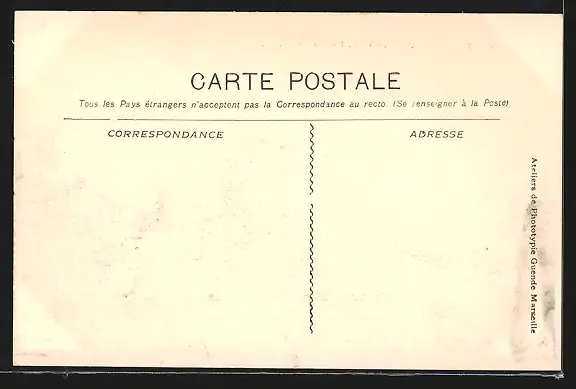 CARTE POSTALE
Tous les Pays étrangers n'acceptent pas la Correspondance au recto. (Se renseigner à la Poste)
CORRESPONDANCE
ADRESSE
Ateliers de Phototypie Guende Marseille